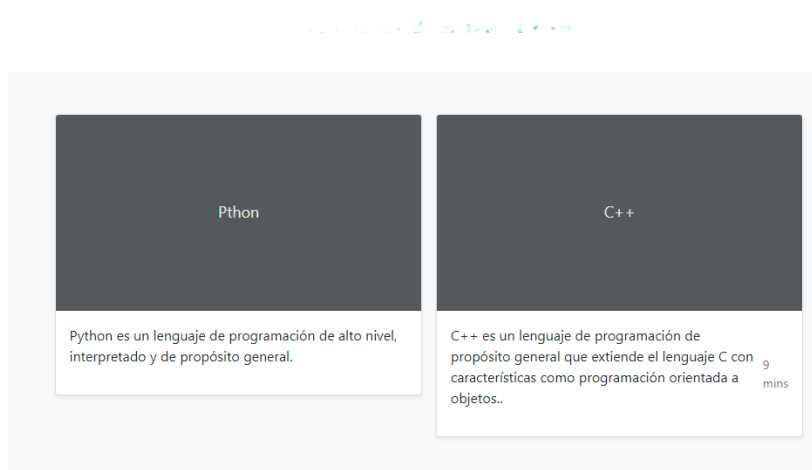 Pthon
Python es un lenguaje de programación de alto nivel,
interpretado y de propósito general.
C++
C++ es un lenguaje de programación de
propósito general que extiende el lenguaje C con
características como programación orientada a
objetos..
9
mins